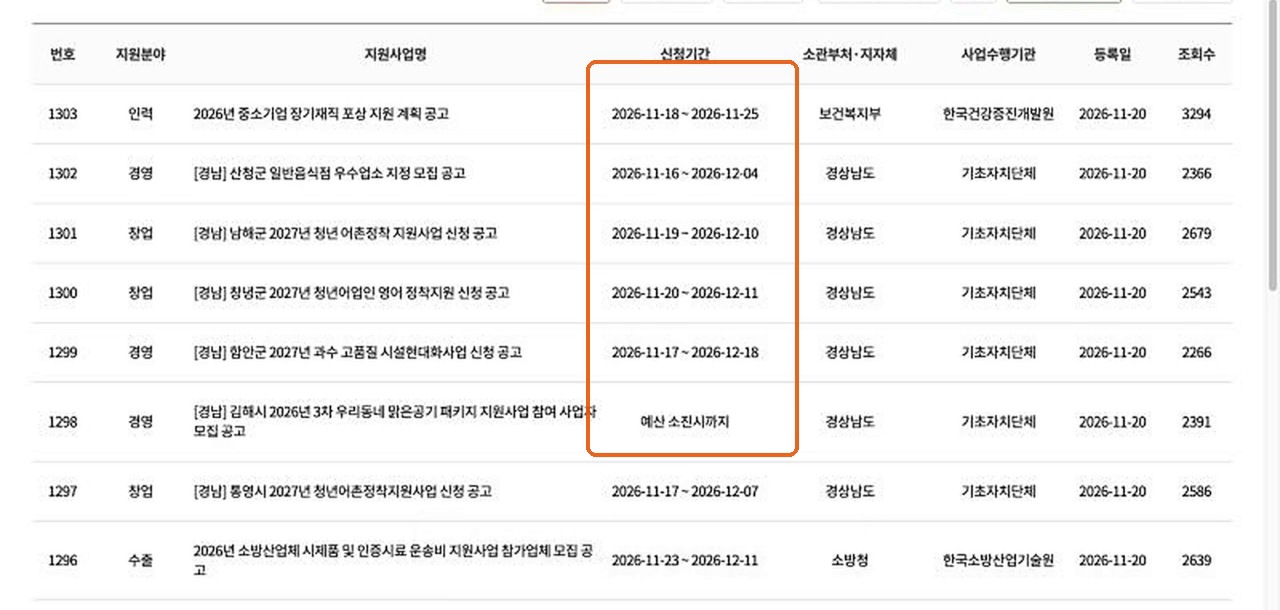 번호 지원분야 지원사업명 신청기간 소관부처·지자체 사업수행기관 등록일 조회수
1303 인력 2026년 중소기업 장기재직 포상 지원 계획 공고 2026-11-18 ~ 2026-11-25 보건복지부 한국건강증진개발원 2026-11-20 3294
1302 경영 [경남] 산청군 일반음식점 우수업소 지정 모집 공고 2026-11-16 ~ 2026-12-04 경상남도 기초자치단체 2026-11-20 2366
1301 창업 [경남] 남해군 2027년 청년 어촌정착 지원사업 신청 공고 2026-11-19 ~ 2026-12-10 경상남도 기초자치단체 2026-11-20 2679
1300 창업 [경남] 창녕군 2027년 청년어업인 영어 정착지원 신청 공고 2026-11-20 ~ 2026-12-11 경상남도 기초자치단체 2026-11-20 2543
1299 경영 [경남] 함안군 2027년 과수 고품질 시설현대화사업 신청 공고 2026-11-17 ~ 2026-12-18 경상남도 기초자치단체 2026-11-20 2266
1298 경영 [경남] 김해시 2026년 3차 우리동네 맑은공기 패키지 지원사업 참여 사업자
모집 공고 예산 소진시까지 경상남도 기초자치단체 2026-11-20 2391
1297 창업 [경남] 통영시 2027년 청년어촌정착지원사업 신청 공고 2026-11-17 ~ 2026-12-07 경상남도 기초자치단체 2026-11-20 2586
1296 수출 2026년 소방산업체 시제품 및 인증시료 운송비 지원사업 참가업체 모집 공
고 2026-11-23 ~ 2026-12-11 소방청 한국소방산업기술원 2026-11-20 2639